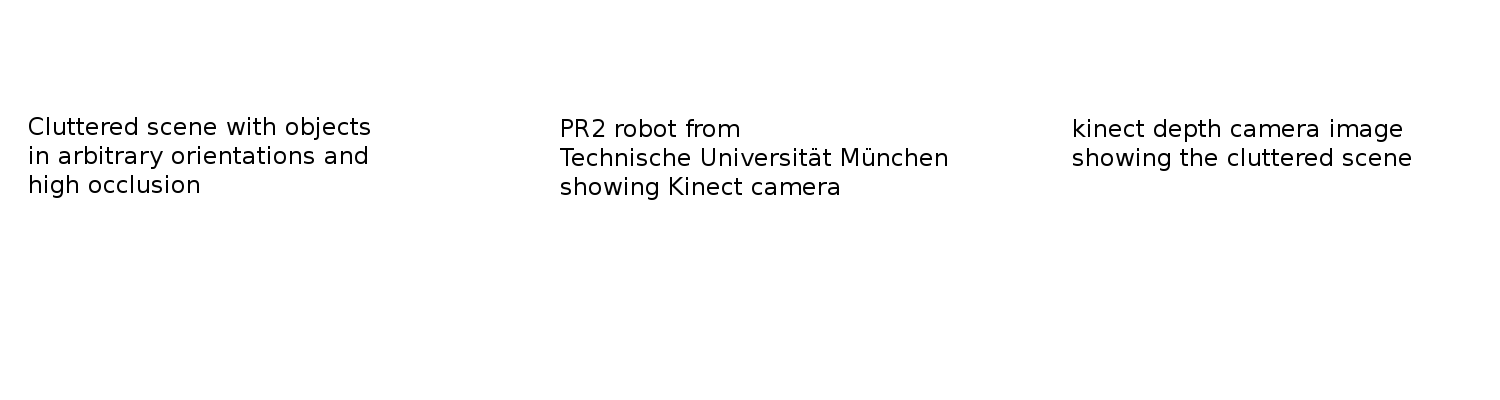 Cluttered scene with objects
in arbitrary orientations and
high occlusion
PR2 robot from
Technische Universität München
showing Kinect camera
kinect depth camera image
showing the cluttered scene